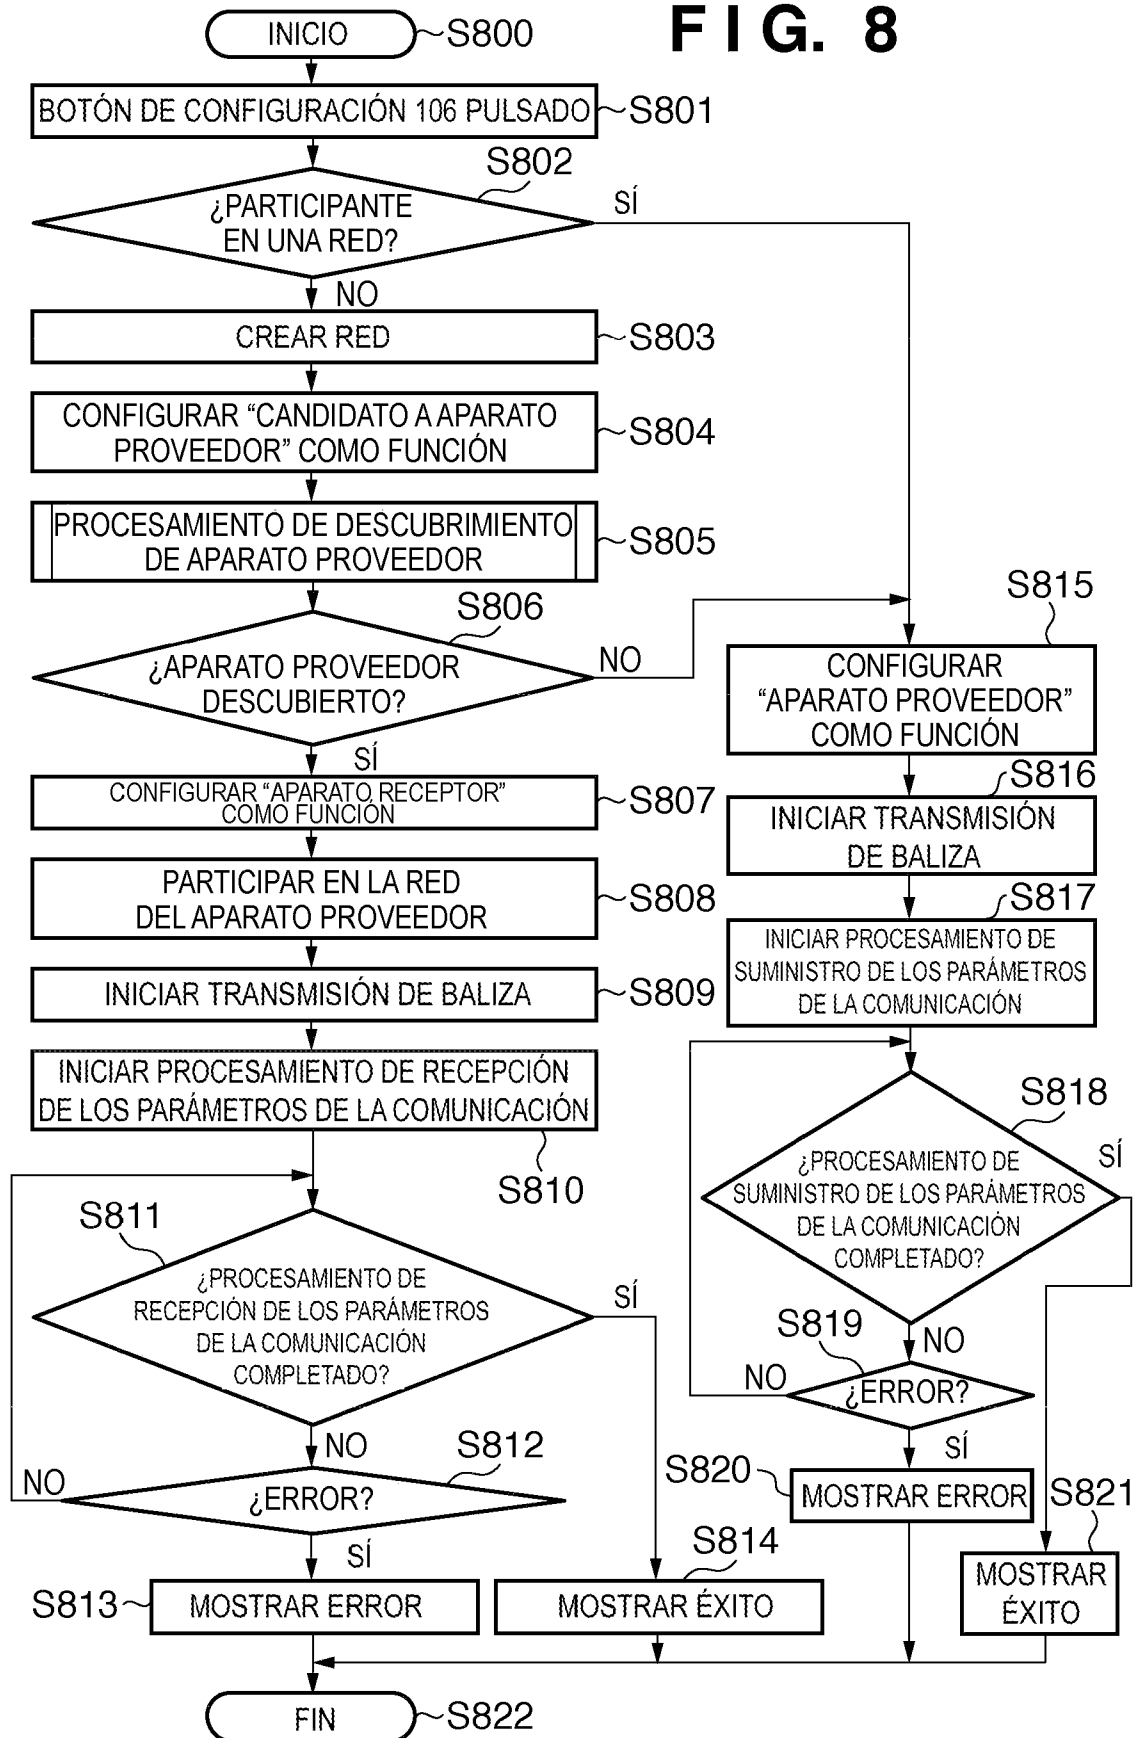 FIG. 8
INICIO
S800
BOTÓN DE CONFIGURACIÓN 106 PULSADO
S801
S802
¿PARTICIPANTE
EN UNA RED?
SÍ
NO
CREAR RED
S803
CONFIGURAR “CANDIDATO A APARATO
PROVEEDOR” COMO FUNCIÓN
S804
PROCESAMIENTO DE DESCUBRIMIENTO
DE APARATO PROVEEDOR
S805
S806
¿APARATO PROVEEDOR
DESCUBIERTO?
NO
SÍ
CONFIGURAR “APARATO RECEPTOR”
COMO FUNCIÓN
S807
PARTICIPAR EN LA RED
DEL APARATO PROVEEDOR
S808
INICIAR TRANSMISIÓN DE BALIZA
S809
INICIAR PROCESAMIENTO DE RECEPCIÓN
DE LOS PARÁMETROS DE LA COMUNICACIÓN
S810
S811
¿PROCESAMIENTO DE
RECEPCIÓN DE LOS PARÁMETROS
DE LA COMUNICACIÓN
COMPLETADO?
SÍ
NO
S812
¿ERROR?
NO
SÍ
S813
MOSTRAR ERROR
S814
MOSTRAR ÉXITO
S815
CONFIGURAR
“APARATO PROVEEDOR”
COMO FUNCIÓN
S816
INICIAR TRANSMISIÓN
DE BALIZA
S817
INICIAR PROCESAMIENTO DE
SUMINISTRO DE LOS PARÁMETROS
DE LA COMUNICACIÓN
S818
¿PROCESAMIENTO DE
SUMINISTRO DE LOS PARÁMETROS
DE LA COMUNICACIÓN
COMPLETADO?
SÍ
NO
S819
¿ERROR?
NO
SÍ
S820
MOSTRAR ERROR
S821
MOSTRAR
ÉXITO
FIN
S822